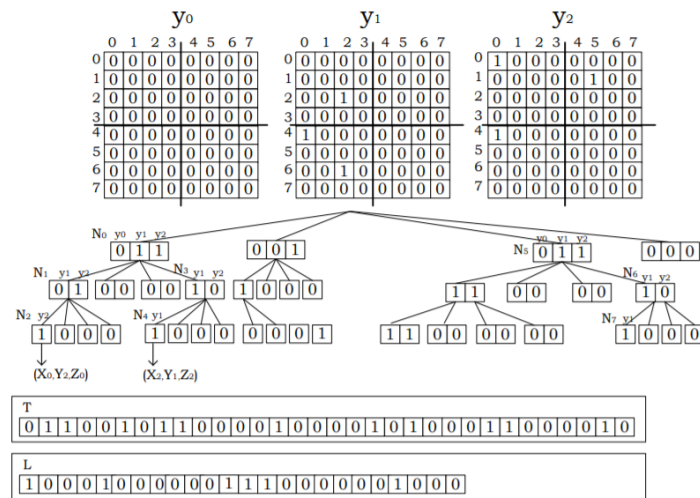 y0 y1 y2
0 1 2 3 4 5 6 7 0 1 2 3 4 5 6 7 0 1 2 3 4 5 6 7
0 0 0 0 0 0 0 0 0 0 0 0 0 0 0 0 0 0 0 1 0 0 0 0 0 0 0
1 0 0 0 0 0 0 0 0 1 0 0 0 0 0 0 0 0 1 0 0 0 0 0 1 0 0
2 0 0 0 0 0 0 0 0 2 0 0 1 0 0 0 0 0 2 0 0 0 0 0 0 0 0
3 0 0 0 0 0 0 0 0 3 0 0 0 0 0 0 0 0 3 0 0 0 0 0 0 0 0
4 0 0 0 0 0 0 0 0 4 1 0 0 0 0 0 0 0 4 1 0 0 0 0 0 0 0
5 0 0 0 0 0 0 0 0 5 0 0 0 0 0 0 0 0 5 0 0 0 0 0 0 0 0
6 0 0 0 0 0 0 0 0 6 0 0 1 0 0 0 0 0 6 0 0 0 0 0 0 0 0
7 0 0 0 0 0 0 0 0 7 0 0 0 0 0 0 0 0 7 0 0 0 0 0 0 0 0
N0 y0 y1 y2 N5 y0 y1 y2
0 1 1 0 0 1 0 1 1 0 0 0
N1 y1 y2 N3 y1 y2 N6 y1 y2
0 1 0 0 0 0 1 0 1 0 0 0 1 1 0 0 0 0 1 0
N2 y2 N4 y1 N7 y1
1 0 0 0 1 0 0 0 0 0 0 1 1 1 0 0 0 0 0 0 1 0 0 0
(X0,Y2,Z0) (X2,Y1,Z2)
T
0 1 1 0 0 1 0 1 1 0 0 0 0 1 0 0 0 0 1 0 1 0 0 0 1 1 0 0 0 0 1 0
L
1 0 0 0 1 0 0 0 0 0 0 1 1 1 0 0 0 0 0 0 1 0 0 0